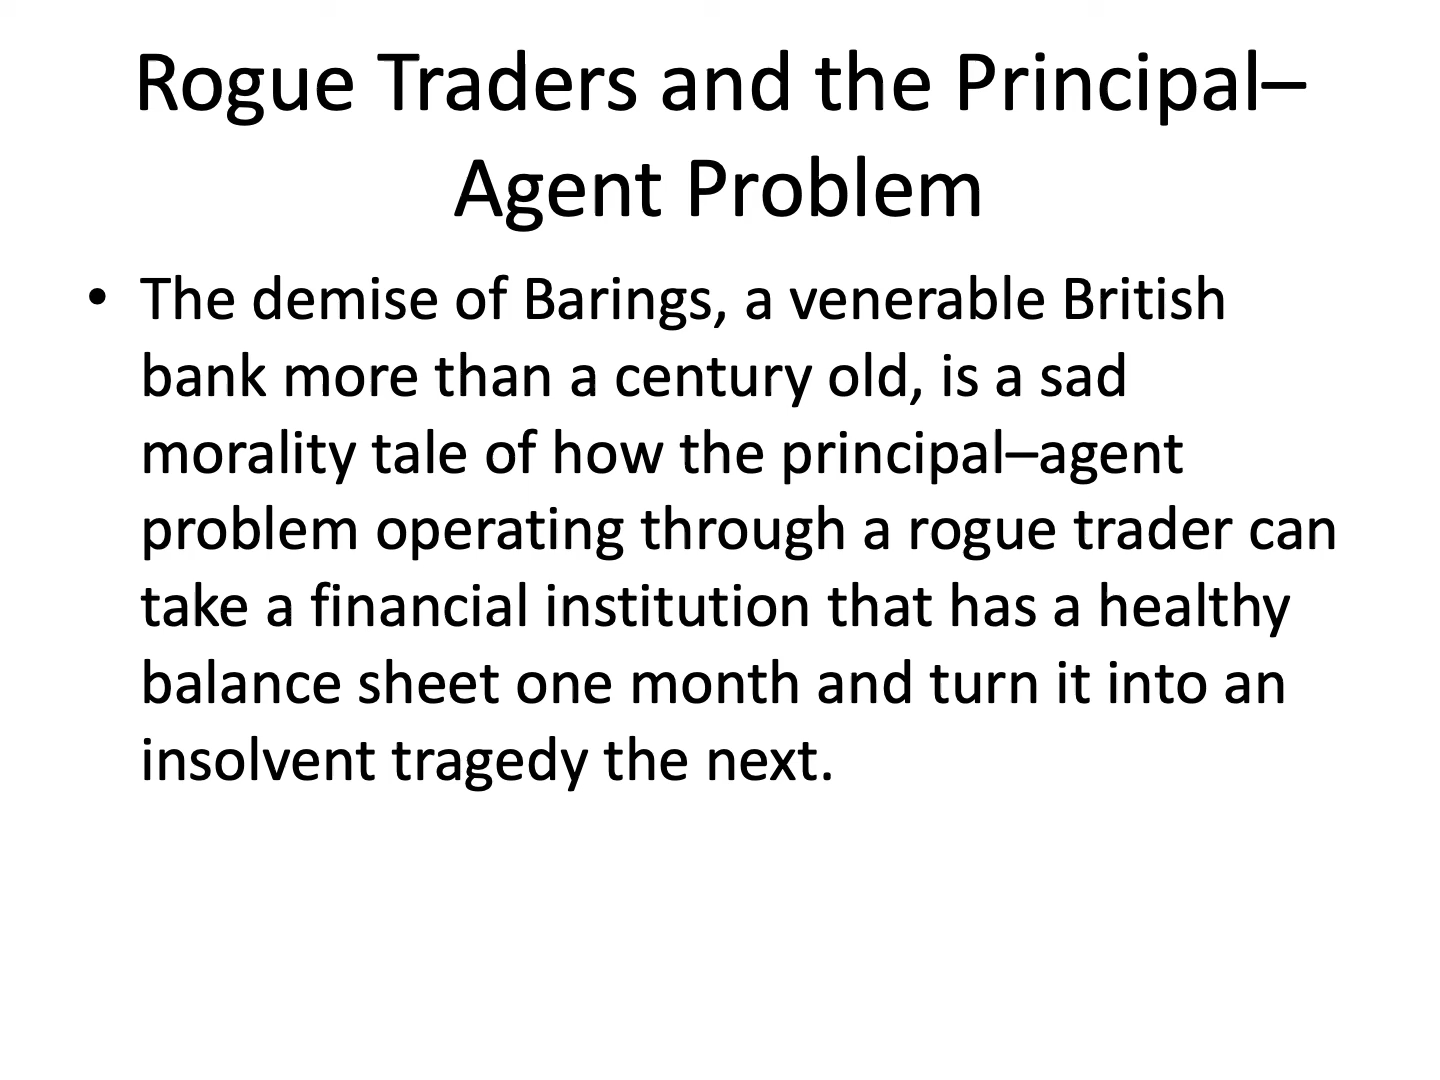 Rogue Traders and the Principal–
Agent Problem
• The demise of Barings, a venerable British
bank more than a century old, is a sad
morality tale of how the principal–agent
problem operating through a rogue trader can
take a financial institution that has a healthy
balance sheet one month and turn it into an
insolvent tragedy the next.